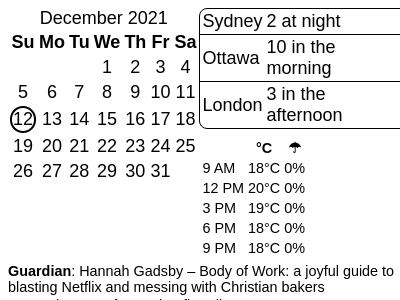 December 2021
Su Mo Tu We Th Fr Sa
1 2 3 4
5 6 7 8 9 10 11
12 13 14 15 16 17 18
19 20 21 22 23 24 25
26 27 28 29 30 31
Sydney 2 at night
Ottawa 10 in the
morning
London 3 in the
afternoon
°C ☂
9 AM 18°C 0%
12 PM 20°C 0%
3 PM 19°C 0%
6 PM 18°C 0%
9 PM 18°C 0%
Guardian: Hannah Gadsby – Body of Work: a joyful guide to
blasting Netflix and messing with Christian bakers